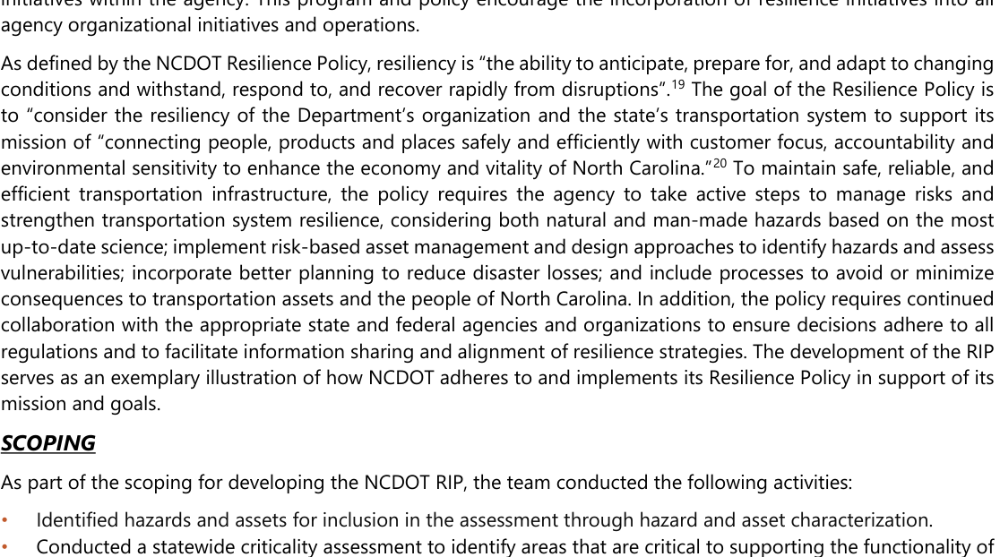 initiatives within the agency. This program and policy encourage the incorporation of resilience initiatives into all
agency organizational initiatives and operations.
As defined by the NCDOT Resilience Policy, resiliency is “the ability to anticipate, prepare for, and adapt to changing
conditions and withstand, respond to, and recover rapidly from disruptions”.19 The goal of the Resilience Policy is
to “consider the resiliency of the Department’s organization and the state’s transportation system to support its
mission of “connecting people, products and places safely and efficiently with customer focus, accountability and
environmental sensitivity to enhance the economy and vitality of North Carolina.”20 To maintain safe, reliable, and
efficient transportation infrastructure, the policy requires the agency to take active steps to manage risks and
strengthen transportation system resilience, considering both natural and man-made hazards based on the most
up-to-date science; implement risk-based asset management and design approaches to identify hazards and assess
vulnerabilities; incorporate better planning to reduce disaster losses; and include processes to avoid or minimize
consequences to transportation assets and the people of North Carolina. In addition, the policy requires continued
collaboration with the appropriate state and federal agencies and organizations to ensure decisions adhere to all
regulations and to facilitate information sharing and alignment of resilience strategies. The development of the RIP
serves as an exemplary illustration of how NCDOT adheres to and implements its Resilience Policy in support of its
mission and goals.
SCOPING
As part of the scoping for developing the NCDOT RIP, the team conducted the following activities:
• Identified hazards and assets for inclusion in the assessment through hazard and asset characterization.
• Conducted a statewide criticality assessment to identify areas that are critical to supporting the functionality of